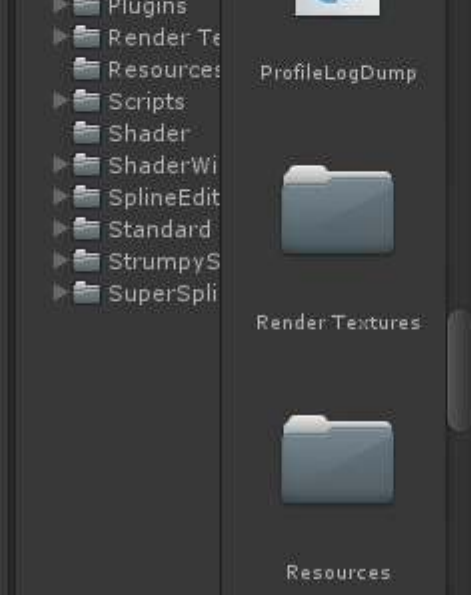 Plugins
Render Te
Resources
Scripts
Shader
ShaderWi
SplineEdit
Standard
StrumpyS
SuperSpli
ProfileLogDump
Render Textures
Resources